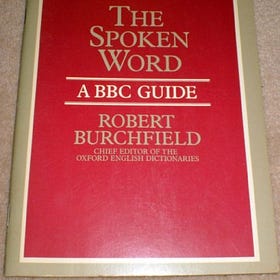 THE
SPOKEN
WORD
A BBC GUIDE
ROBERT
BURCHFIELD
CHIEF EDITOR OF THE
OXFORD ENGLISH DICTIONARIES